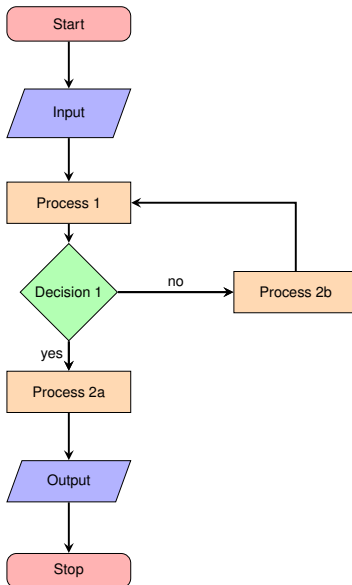 Start
Input
Process 1
Decision 1
no
Process 2b
yes
Process 2a
Output
Stop